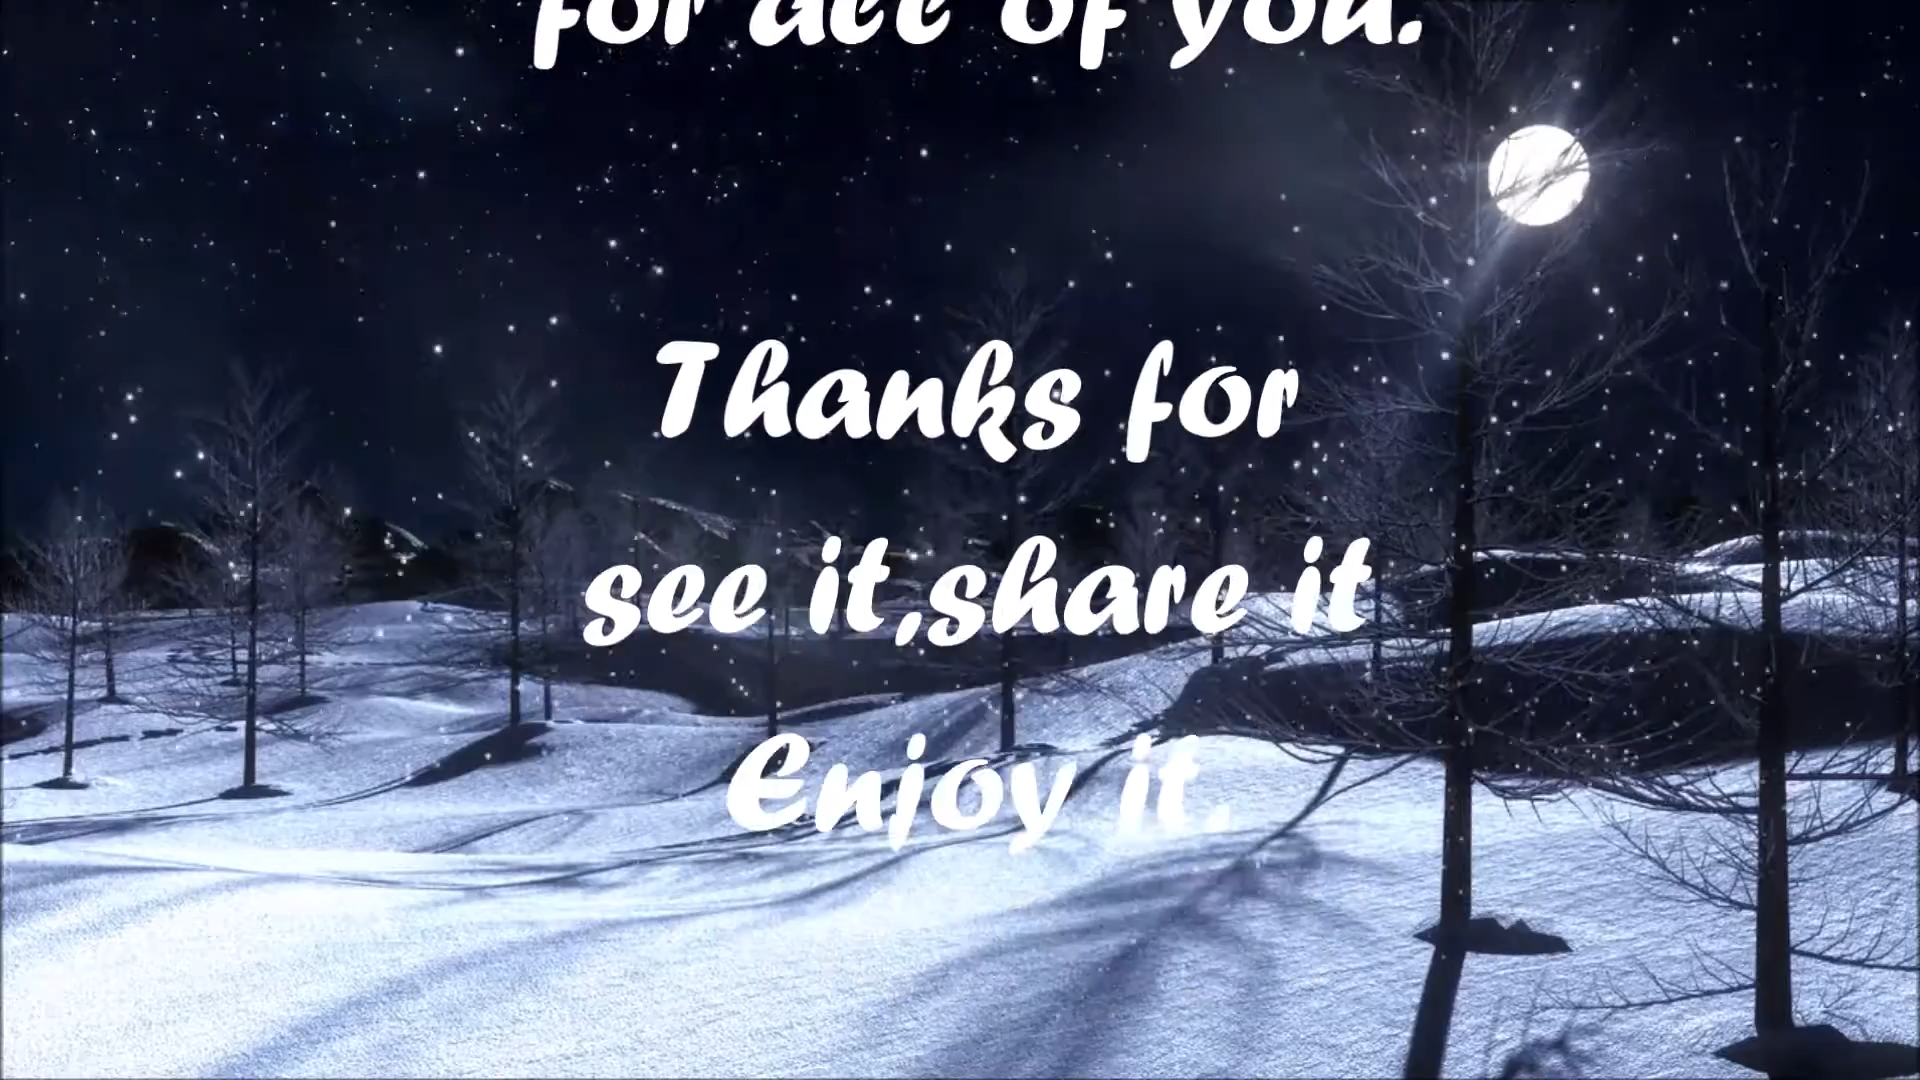 for all of you.
Thanks for
see it,share it
Enjoy it.